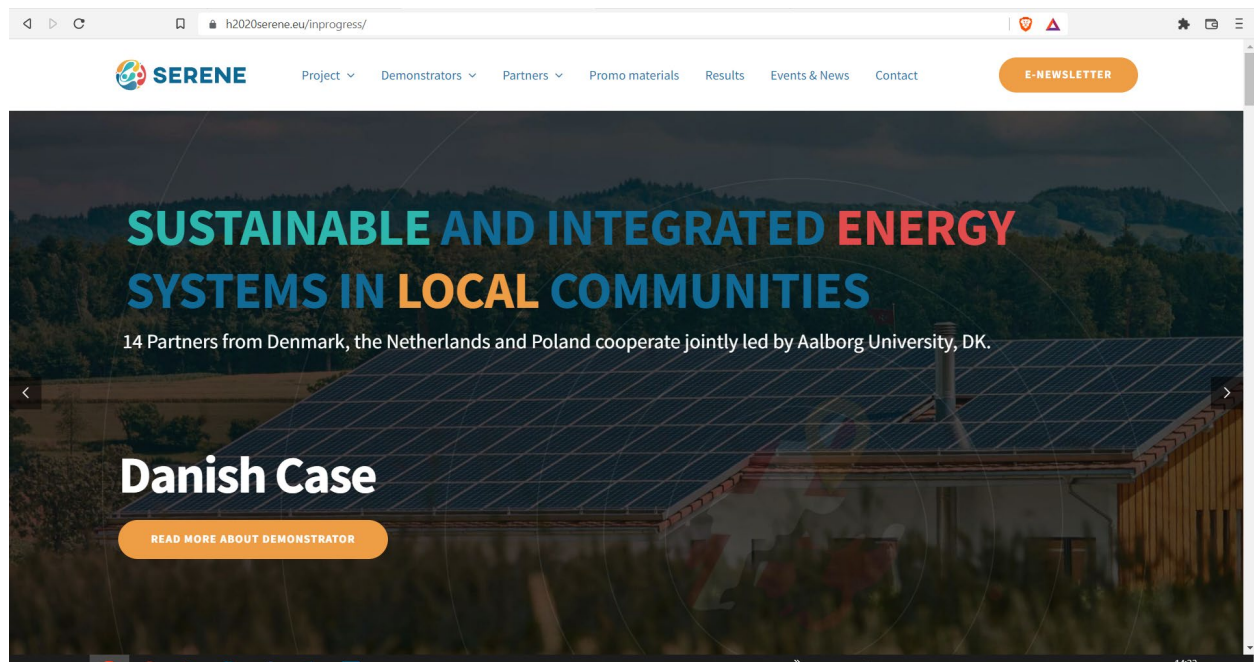 h2020serene.eu/inprogress/
SERENE
Project
Demonstrators
Partners
Promo materials
Results
Events & News
Contact
E-NEWSLETTER
SUSTAINABLE AND INTEGRATED ENERGY
SYSTEMS IN LOCAL COMMUNITIES
14 Partners from Denmark, the Netherlands and Poland cooperate jointly led by Aalborg University, DK.
Danish Case
READ MORE ABOUT DEMONSTRATOR